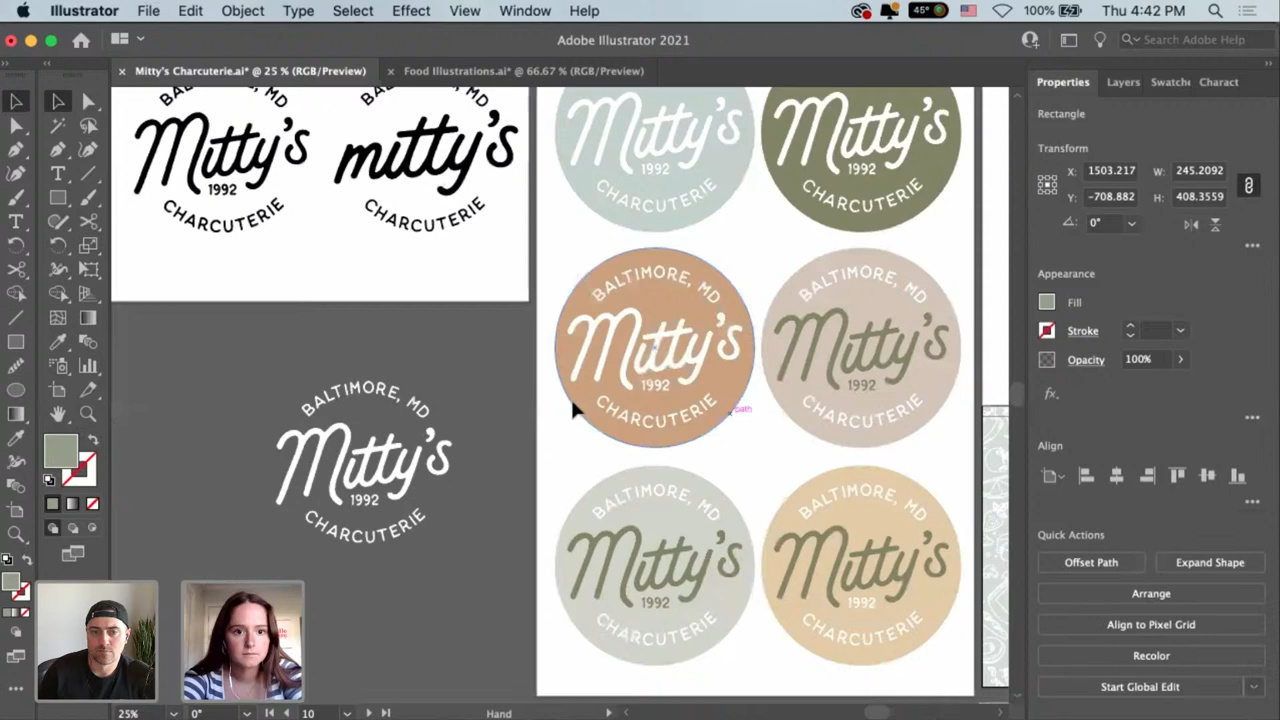 Illustrator File Edit Object Type Select Effect View Window Help 45° 100% Thu 4:42 PM
Adobe Illustrator 2021
Search Adobe Help
× Mitty's Charcuterie.ai* @ 25 % (RGB/Preview) × Food Illustrations.ai* @ 66.67 % (RGB/Preview)
Properties Layers Swatche Charact
Rectangle
Transform
X: 1503.217 W: 245.2092
Y: -708.882 H: 408.3559
0°
Appearance
Fill
Stroke
Opacity 100%
fx.
Align
Quick Actions
Offset Path Expand Shape
Arrange
Align to Pixel Grid
Recolor
Start Global Edit
BALTIMORE, MD
Mitty's
1992
CHARCUTERIE
BALTIMORE, MD
mitty's
CHARCUTERIE
Mitty's
1992
CHARCUTERIE
Mitty's
1992
CHARCUTERIE
BALTIMORE, MD
Mitty's
1992
CHARCUTERIE
path
BALTIMORE, MD
Mitty's
1992
CHARCUTERIE
BALTIMORE, MD
Mitty's
1992
CHARCUTERIE
BALTIMORE, MD
Mitty's
1992
CHARCUTERIE
BALTIMORE, MD
Mitty's
1992
CHARCUTERIE
25% 0° 10 Hand